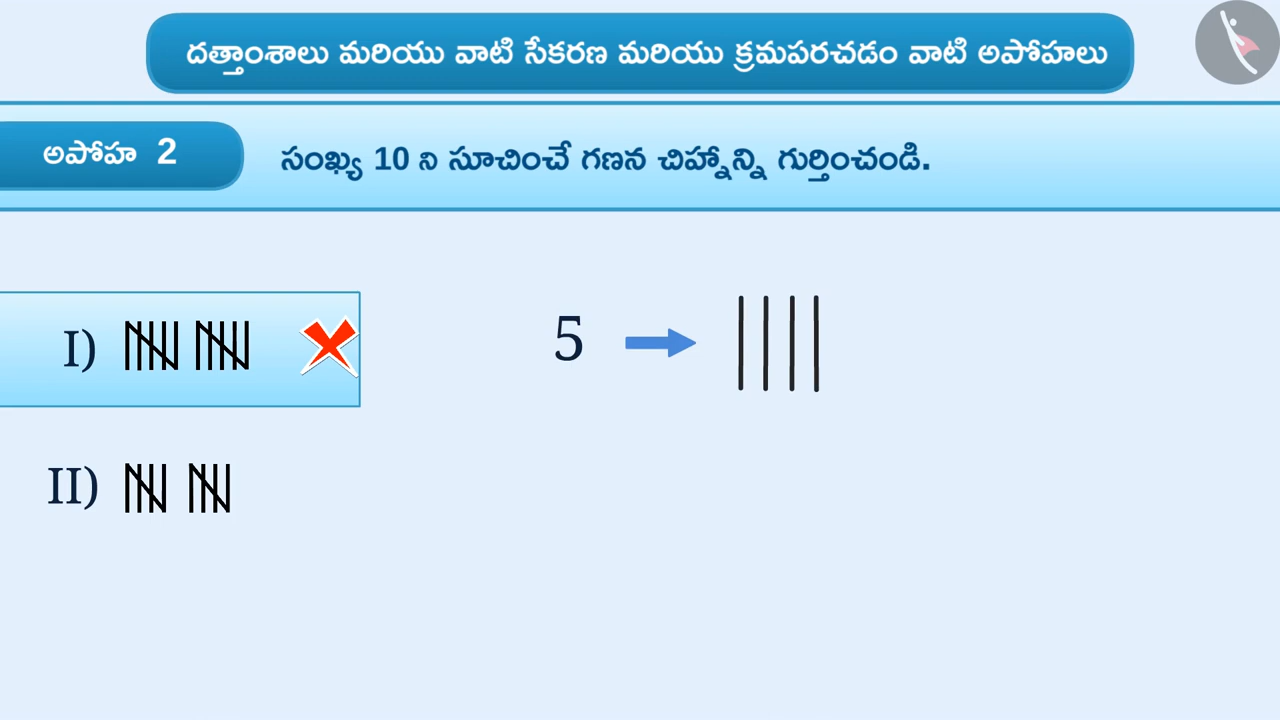 దత్తాంశాలు మరియు వాటి సేకరణ మరియు క్రమపరచడం వాటి అపోహలు
అపోహ 2
సంఖ్య 10 ని సూచించే గణన చిహ్నాన్ని గుర్తించండి.
I)
5
II)